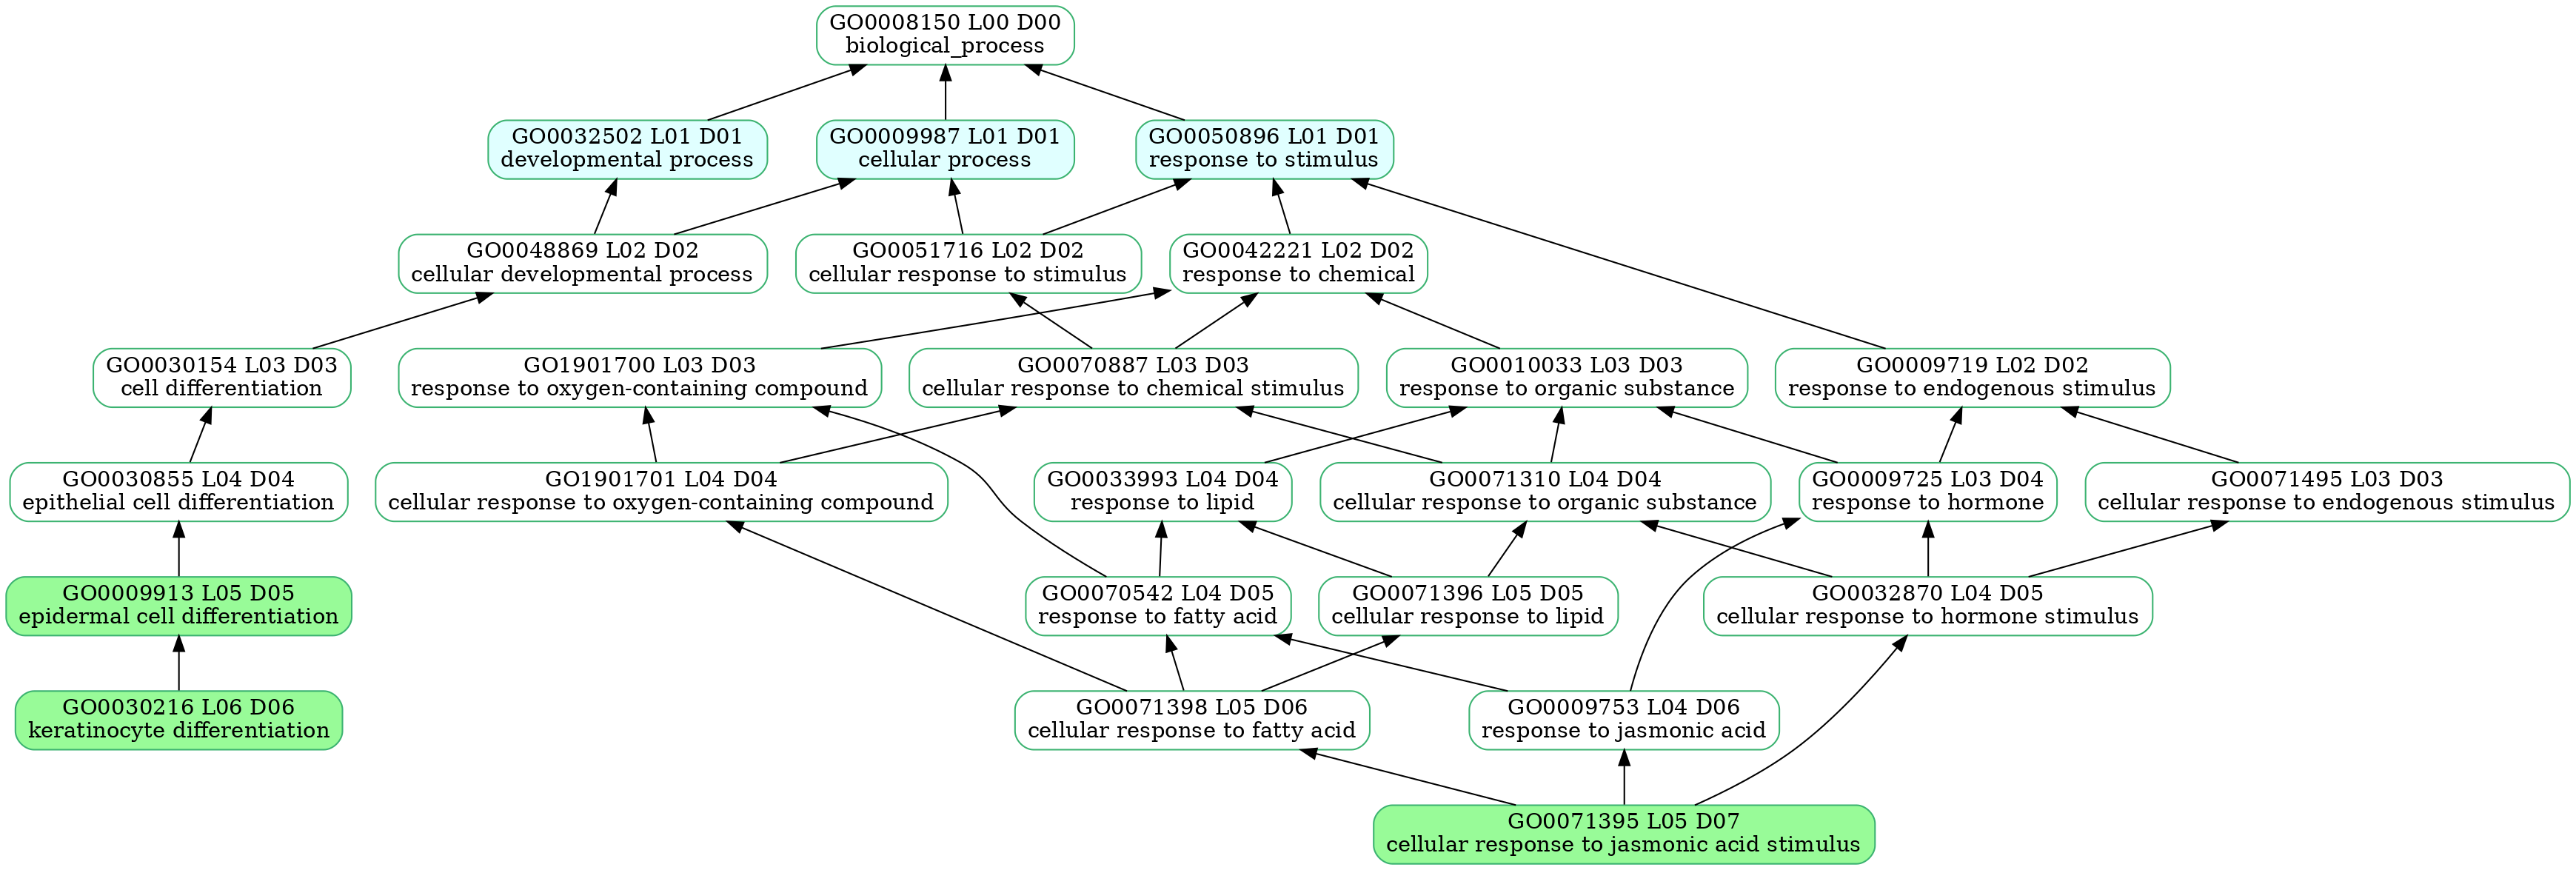 GO0008150 L00 D00
biological_process
GO0032502 L01 D01
developmental process
GO0009987 L01 D01
cellular process
GO0050896 L01 D01
response to stimulus
GO0048869 L02 D02
cellular developmental process
GO0051716 L02 D02
cellular response to stimulus
GO0042221 L02 D02
response to chemical
GO0030154 L03 D03
cell differentiation
GO1901700 L03 D03
response to oxygen-containing compound
GO0070887 L03 D03
cellular response to chemical stimulus
GO0010033 L03 D03
response to organic substance
GO0009719 L02 D02
response to endogenous stimulus
GO0030855 L04 D04
epithelial cell differentiation
GO1901701 L04 D04
cellular response to oxygen-containing compound
GO0033993 L04 D04
response to lipid
GO0071310 L04 D04
cellular response to organic substance
GO0009725 L03 D04
response to hormone
GO0071495 L03 D03
cellular response to endogenous stimulus
GO0009913 L05 D05
epidermal cell differentiation
GO0070542 L04 D05
response to fatty acid
GO0071396 L05 D05
cellular response to lipid
GO0032870 L04 D05
cellular response to hormone stimulus
GO0030216 L06 D06
keratinocyte differentiation
GO0071398 L05 D06
cellular response to fatty acid
GO0009753 L04 D06
response to jasmonic acid
GO0071395 L05 D07
cellular response to jasmonic acid stimulus